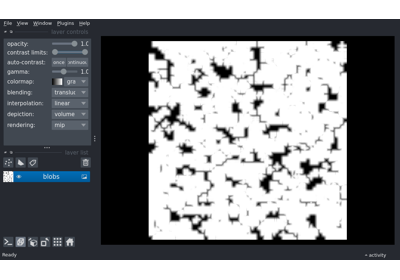 File View Window Plugins Help
layer controls
opacity: 1.0
contrast limits:
auto-contrast: once
gamma: 1.0
colormap: gra
blending: translu
interpolation: linear
depiction: volume
rendering: mip
layer list
blobs
Ready activity